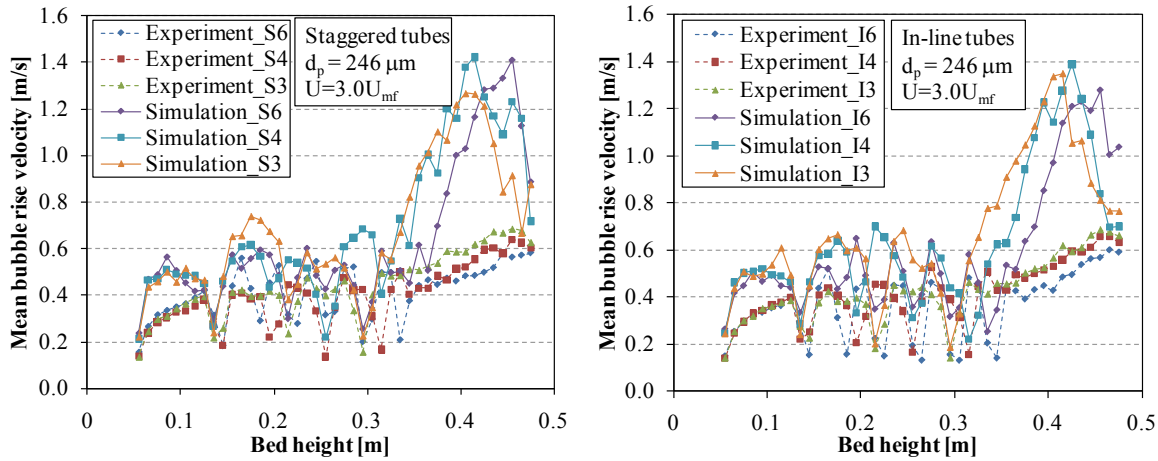 Mean bubble rise velocity [m/s]
1.6
1.4
1.2
1.0
0.8
0.6
0.4
0.2
0.0
Experiment_S6
Experiment_S4
Experiment_S3
Simulation_S6
Simulation_S4
Simulation_S3
Staggered tubes
dp = 246 μm
U=3.0Umf
0
0.1
0.2
0.3
0.4
0.5
Bed height [m]
Mean bubble rise velocity [m/s]
1.6
1.4
1.2
1.0
0.8
0.6
0.4
0.2
0.0
Experiment_I6
Experiment_I4
Experiment_I3
Simulation_I6
Simulation_I4
Simulation_I3
In-line tubes
dp = 246 μm
U=3.0Umf
0
0.1
0.2
0.3
0.4
0.5
Bed height [m]